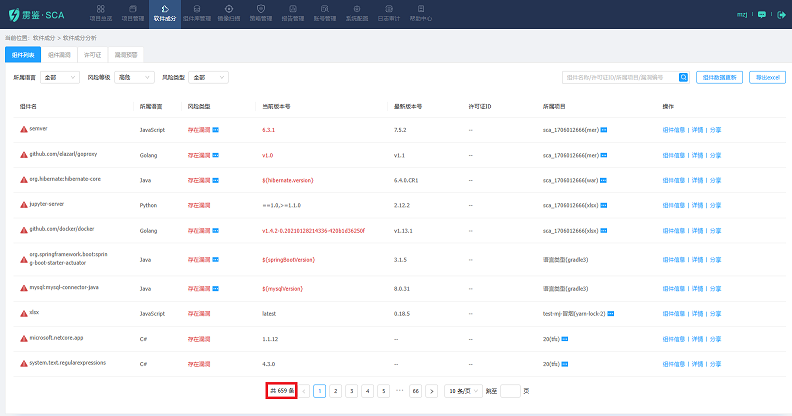 雳鉴·SCA
项目总览
项目管理
软件成分
组件库管理
镜像扫描
策略管理
报告管理
账号管理
系统配置
日志审计
帮助中心
mzj
当前位置: 软件成分 > 软件成分分析
组件列表
组件漏洞
许可证
漏洞预警
所属语言 全部
风险等级 高危
风险类型 全部
组件名称/许可证ID/所属项目/漏洞编号
组件数据更新
导出excel
组件名 所属语言 风险类型 当前版本号 最新版本号 许可证ID 所属项目 操作
semver JavaScript 存在漏洞 6.3.1 7.5.2 -- sca_1706012666(mer) 组件信息 | 详情 | 分享
github.com/elazarl/goproxy Golang 存在漏洞 v1.0 v1.1 -- sca_1706012666(mer) 组件信息 | 详情 | 分享
org.hibernate:hibernate-core Java 存在漏洞 ${hibernate.version} 6.4.0.CR1 -- sca_1706012666(war) 组件信息 | 详情 | 分享
jupyter-server Python 存在漏洞 ==1.0,>=1.1.0 2.12.2 -- sca_1706012666(xlsx) 组件信息 | 详情 | 分享
github.com/docker/docker Golang 存在漏洞 v1.4.2-0.20210128214336-420b1d36250f v1.13.1 -- sca_1706012666(xlsx) 组件信息 | 详情 | 分享
org.springframework.boot:sprin
g-boot-starter-actuator Java 存在漏洞 ${springBootVersion} 3.1.5 -- 语言类型(gradle3) 组件信息 | 详情 | 分享
mysql:mysql-connector-java Java 存在漏洞 ${mysqlVersion} 8.0.31 -- 语言类型(gradle3) 组件信息 | 详情 | 分享
xlsx JavaScript 存在漏洞 latest 0.18.5 -- test-mj-智熔(yarn-lock-2) 组件信息 | 详情 | 分享
microsoft.netcore.app C# 存在漏洞 1.1.12 -- -- 20(tfs) 组件信息 | 详情 | 分享
system.text.regularexpressions C# 存在漏洞 4.3.0 -- -- 20(tfs) 组件信息 | 详情 | 分享
共 659 条 < 1 2 3 4 5 ••• 66 > 10 条/页 跳至 页